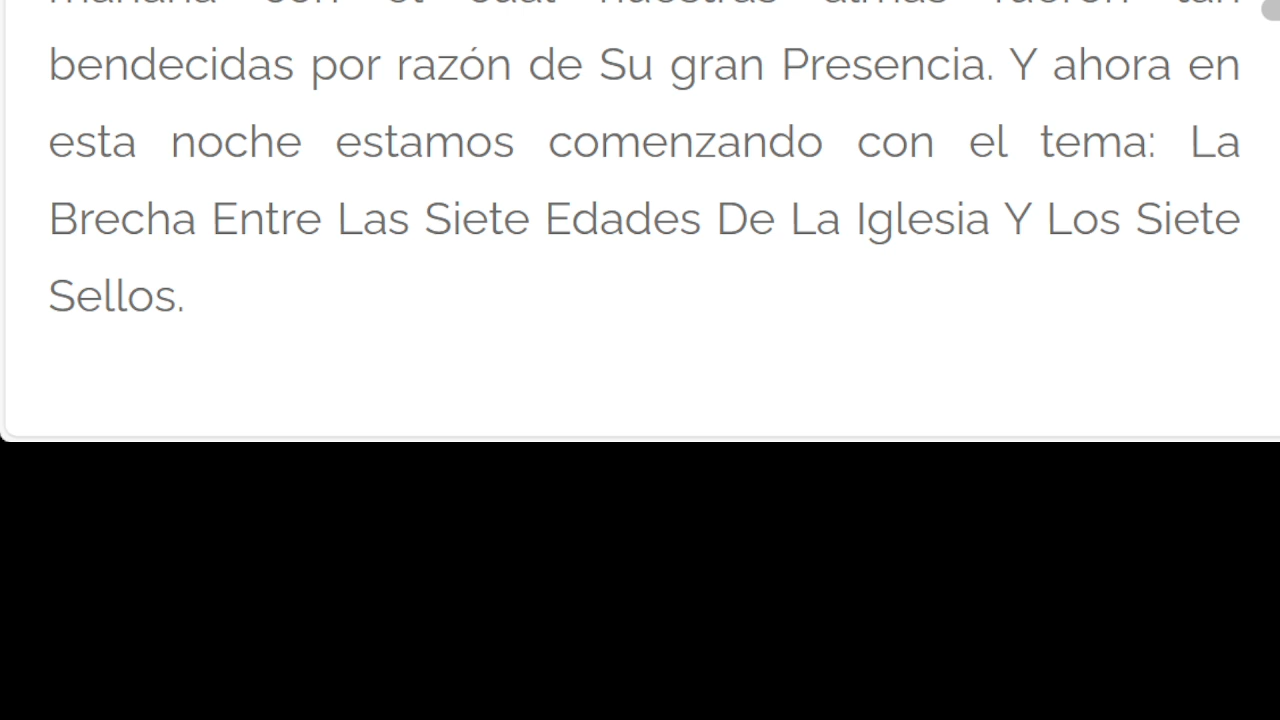 bendecidas por razón de Su gran Presencia. Y ahora en
esta noche estamos comenzando con el tema: La
Brecha Entre Las Siete Edades De La Iglesia Y Los Siete
Sellos.